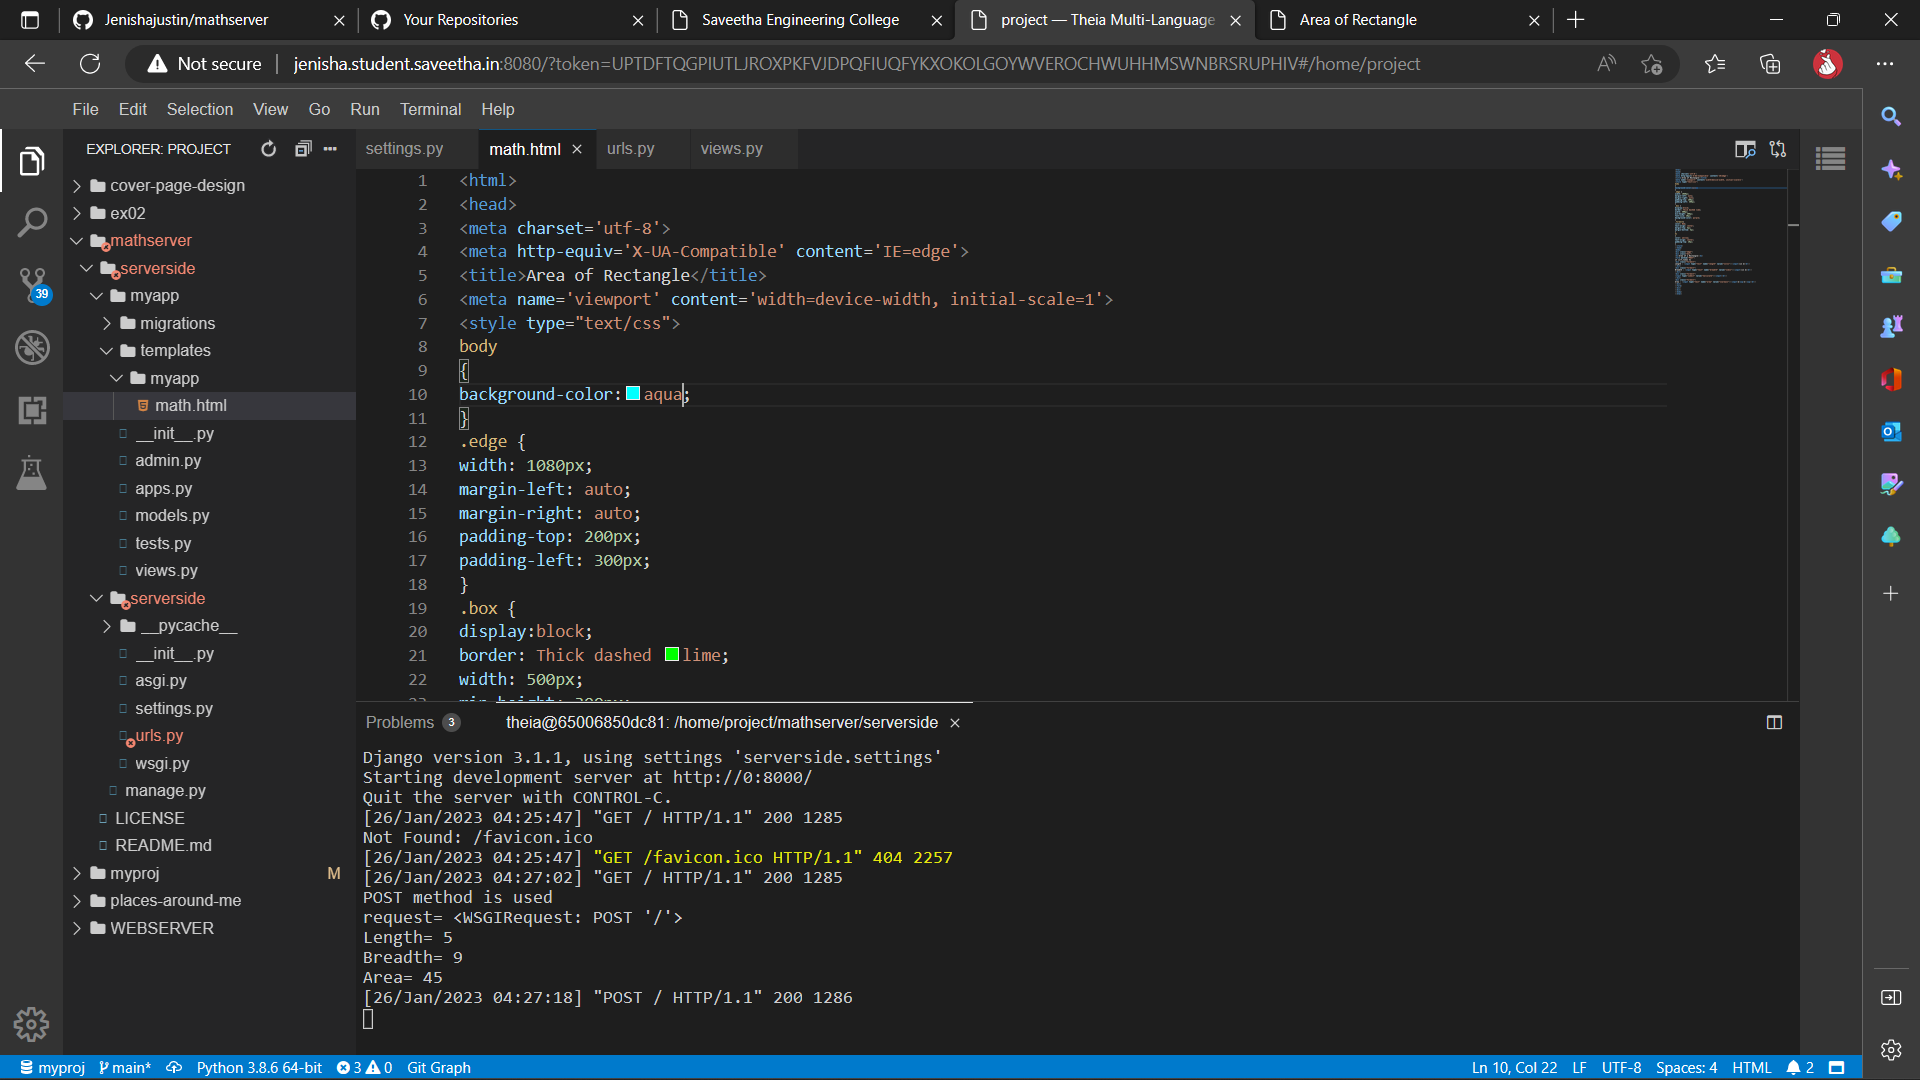 Jenishajustin/mathserver
Your Repositories
Saveetha Engineering College
project — Theia Multi-Language
Area of Rectangle
Not secure
jenisha.student.saveetha.in:8080/?token=UPTDFTQGPIUTLJROXPKFVJDPQFIUQFYKXOKOLGOYWVEROCHWUHHMSWNBRSRUPHIV#/home/project
File Edit Selection View Go Run Terminal Help
EXPLORER: PROJECT
cover-page-design
ex02
mathserver
serverside
myapp
migrations
templates
myapp
math.html
__init__.py
admin.py
apps.py
models.py
tests.py
views.py
serverside
__pycache__
__init__.py
asgi.py
settings.py
urls.py
wsgi.py
manage.py
LICENSE
README.md
myproj M
places-around-me
WEBSERVER
39
settings.py math.html urls.py views.py
1 <html>
2 <head>
3 <meta charset='utf-8'>
4 <meta http-equiv='X-UA-Compatible' content='IE=edge'>
5 <title>Area of Rectangle</title>
6 <meta name='viewport' content='width=device-width, initial-scale=1'>
7 <style type="text/css">
8 body
9 {
10 background-color: aqua;
11 }
12 .edge {
13 width: 1080px;
14 margin-left: auto;
15 margin-right: auto;
16 padding-top: 200px;
17 padding-left: 300px;
18 }
19 .box {
20 display:block;
21 border: Thick dashed lime;
22 width: 500px;
Problems 3
theia@65006850dc81: /home/project/mathserver/serverside
Django version 3.1.1, using settings 'serverside.settings'
Starting development server at http://0:8000/
Quit the server with CONTROL-C.
[26/Jan/2023 04:25:47] "GET / HTTP/1.1" 200 1285
Not Found: /favicon.ico
[26/Jan/2023 04:25:47] "GET /favicon.ico HTTP/1.1" 404 2257
[26/Jan/2023 04:27:02] "GET / HTTP/1.1" 200 1285
POST method is used
request= <WSGIRequest: POST '/'>
Length= 5
Breadth= 9
Area= 45
[26/Jan/2023 04:27:18] "POST / HTTP/1.1" 200 1286
myproj main* Python 3.8.6 64-bit 3 0 Git Graph
Ln 10, Col 22 LF UTF-8 Spaces: 4 HTML 2